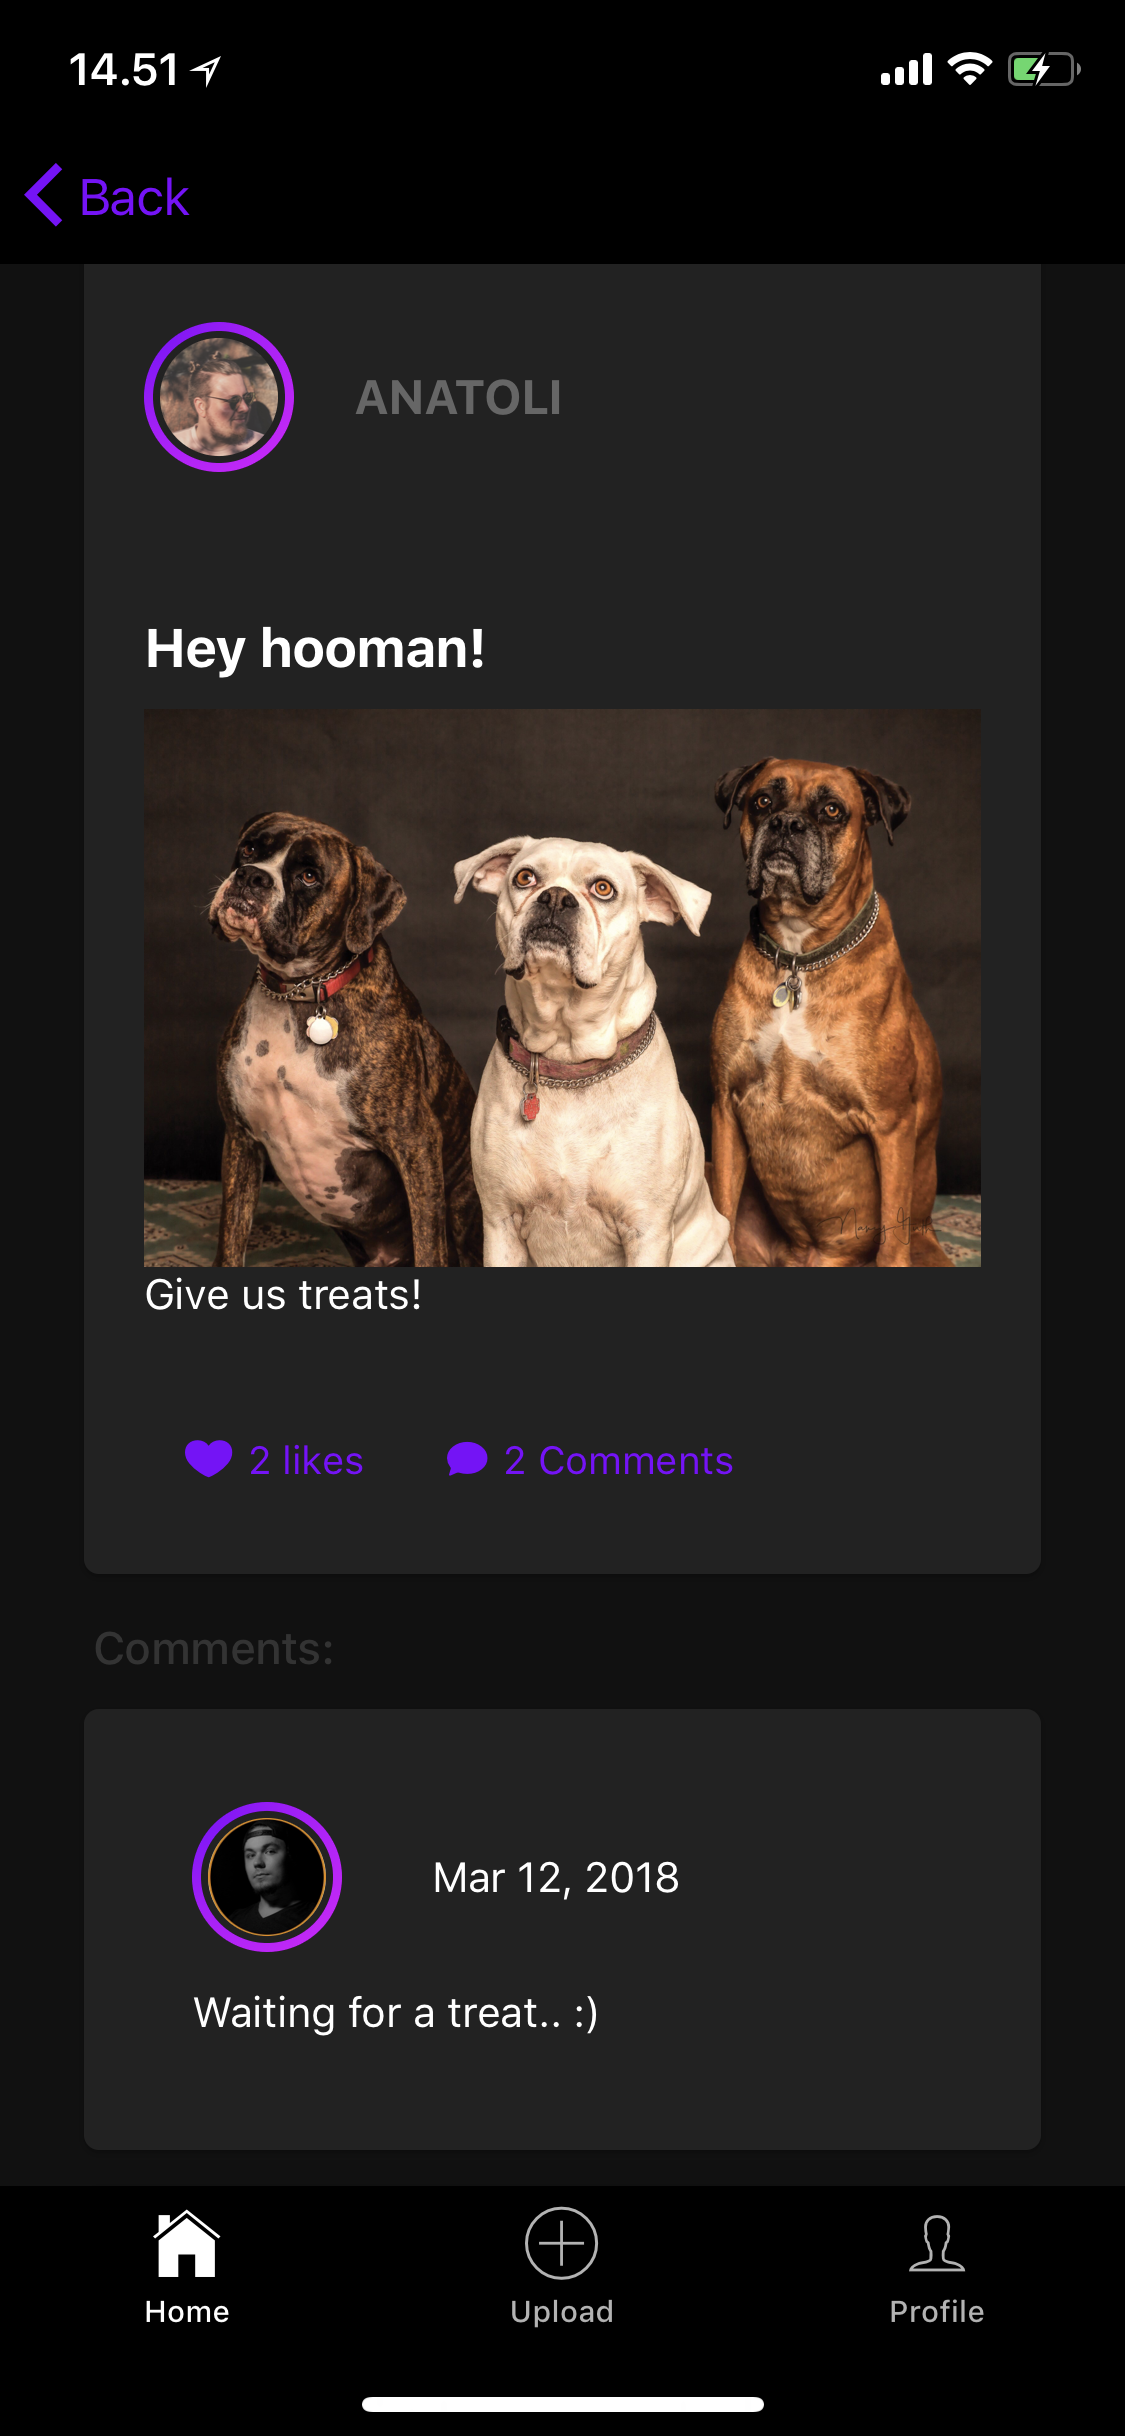 14.51
Back
ANATOLI
Hey hooman!
Give us treats!
2 likes
2 Comments
Comments:
Mar 12, 2018
Waiting for a treat.. :)
Home
Upload
Profile